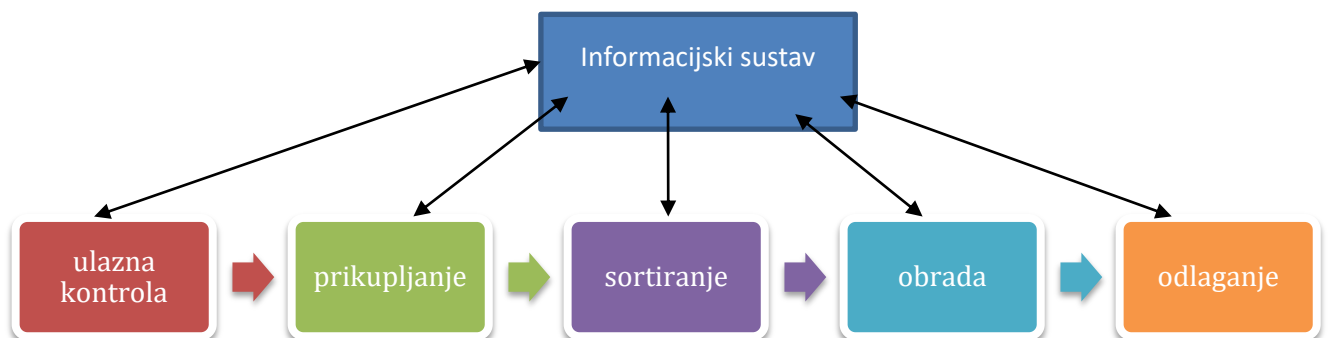 Informacijski sustav
ulazna
kontrola
prikupljanje
sortiranje
obrada
odlaganje